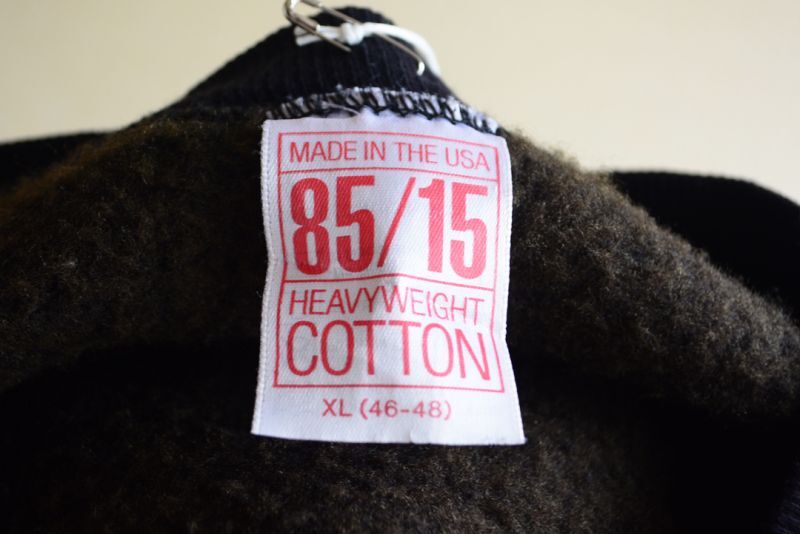 MADE IN THE USA
85/15
HEAVYWEIGHT
COTTON
XL (46-48)